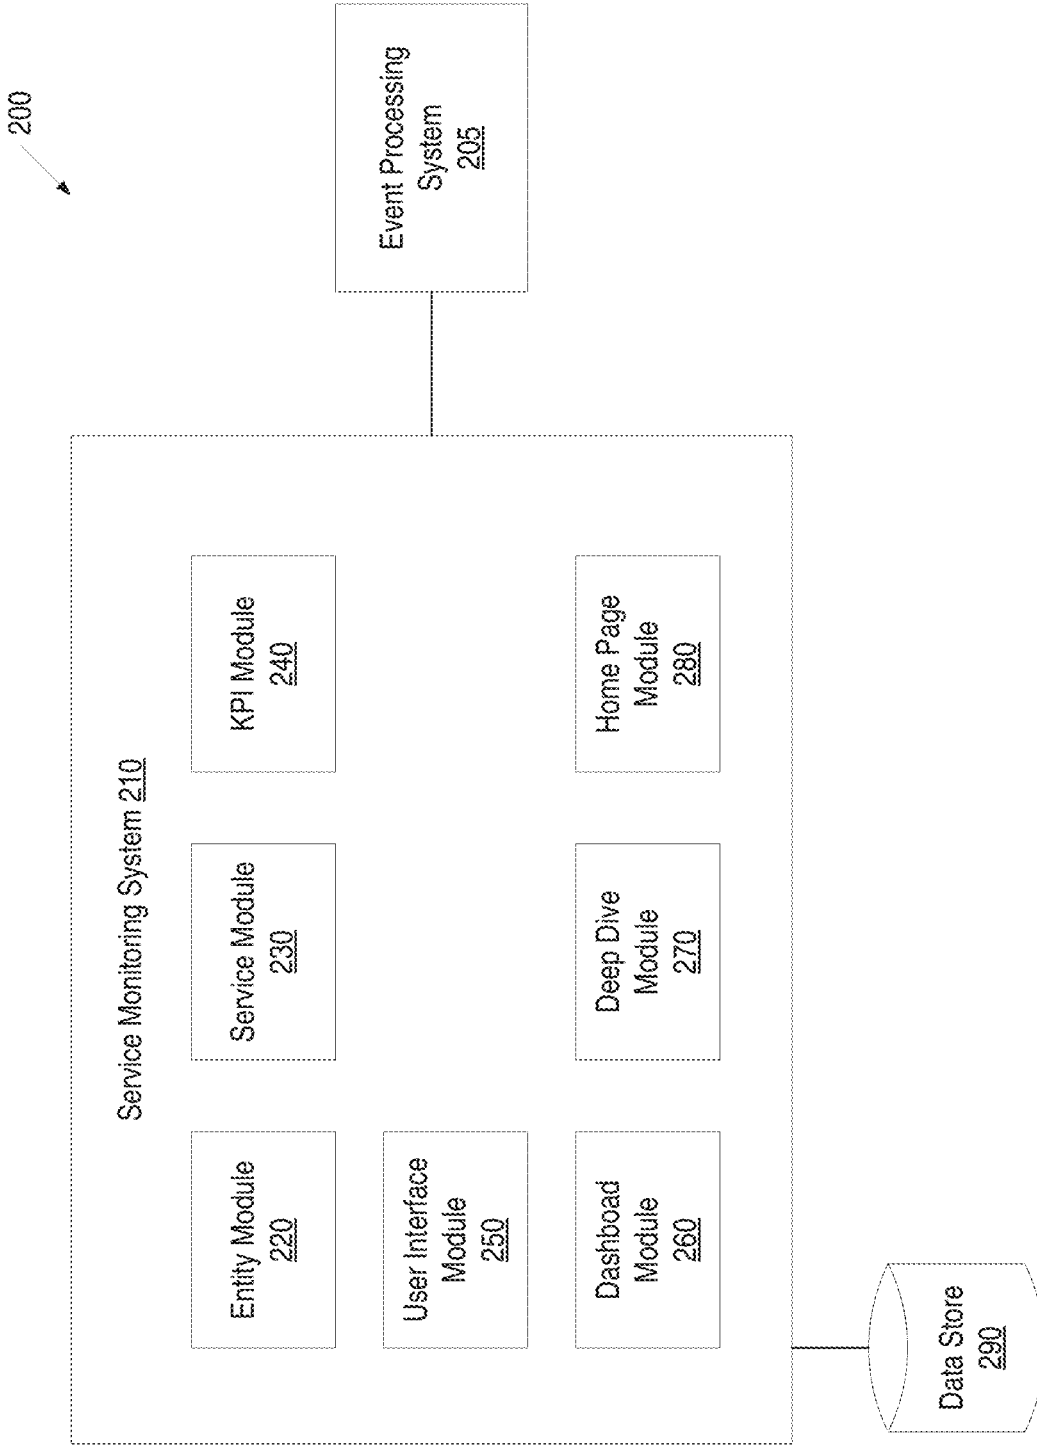 200
Service Monitoring System 210
Entity Module
220
Service Module
230
KPI Module
240
User Interface
Module
250
Dashboad
Module
260
Deep Dive
Module
270
Home Page
Module
280
Event Processing
System
205
Data Store
290